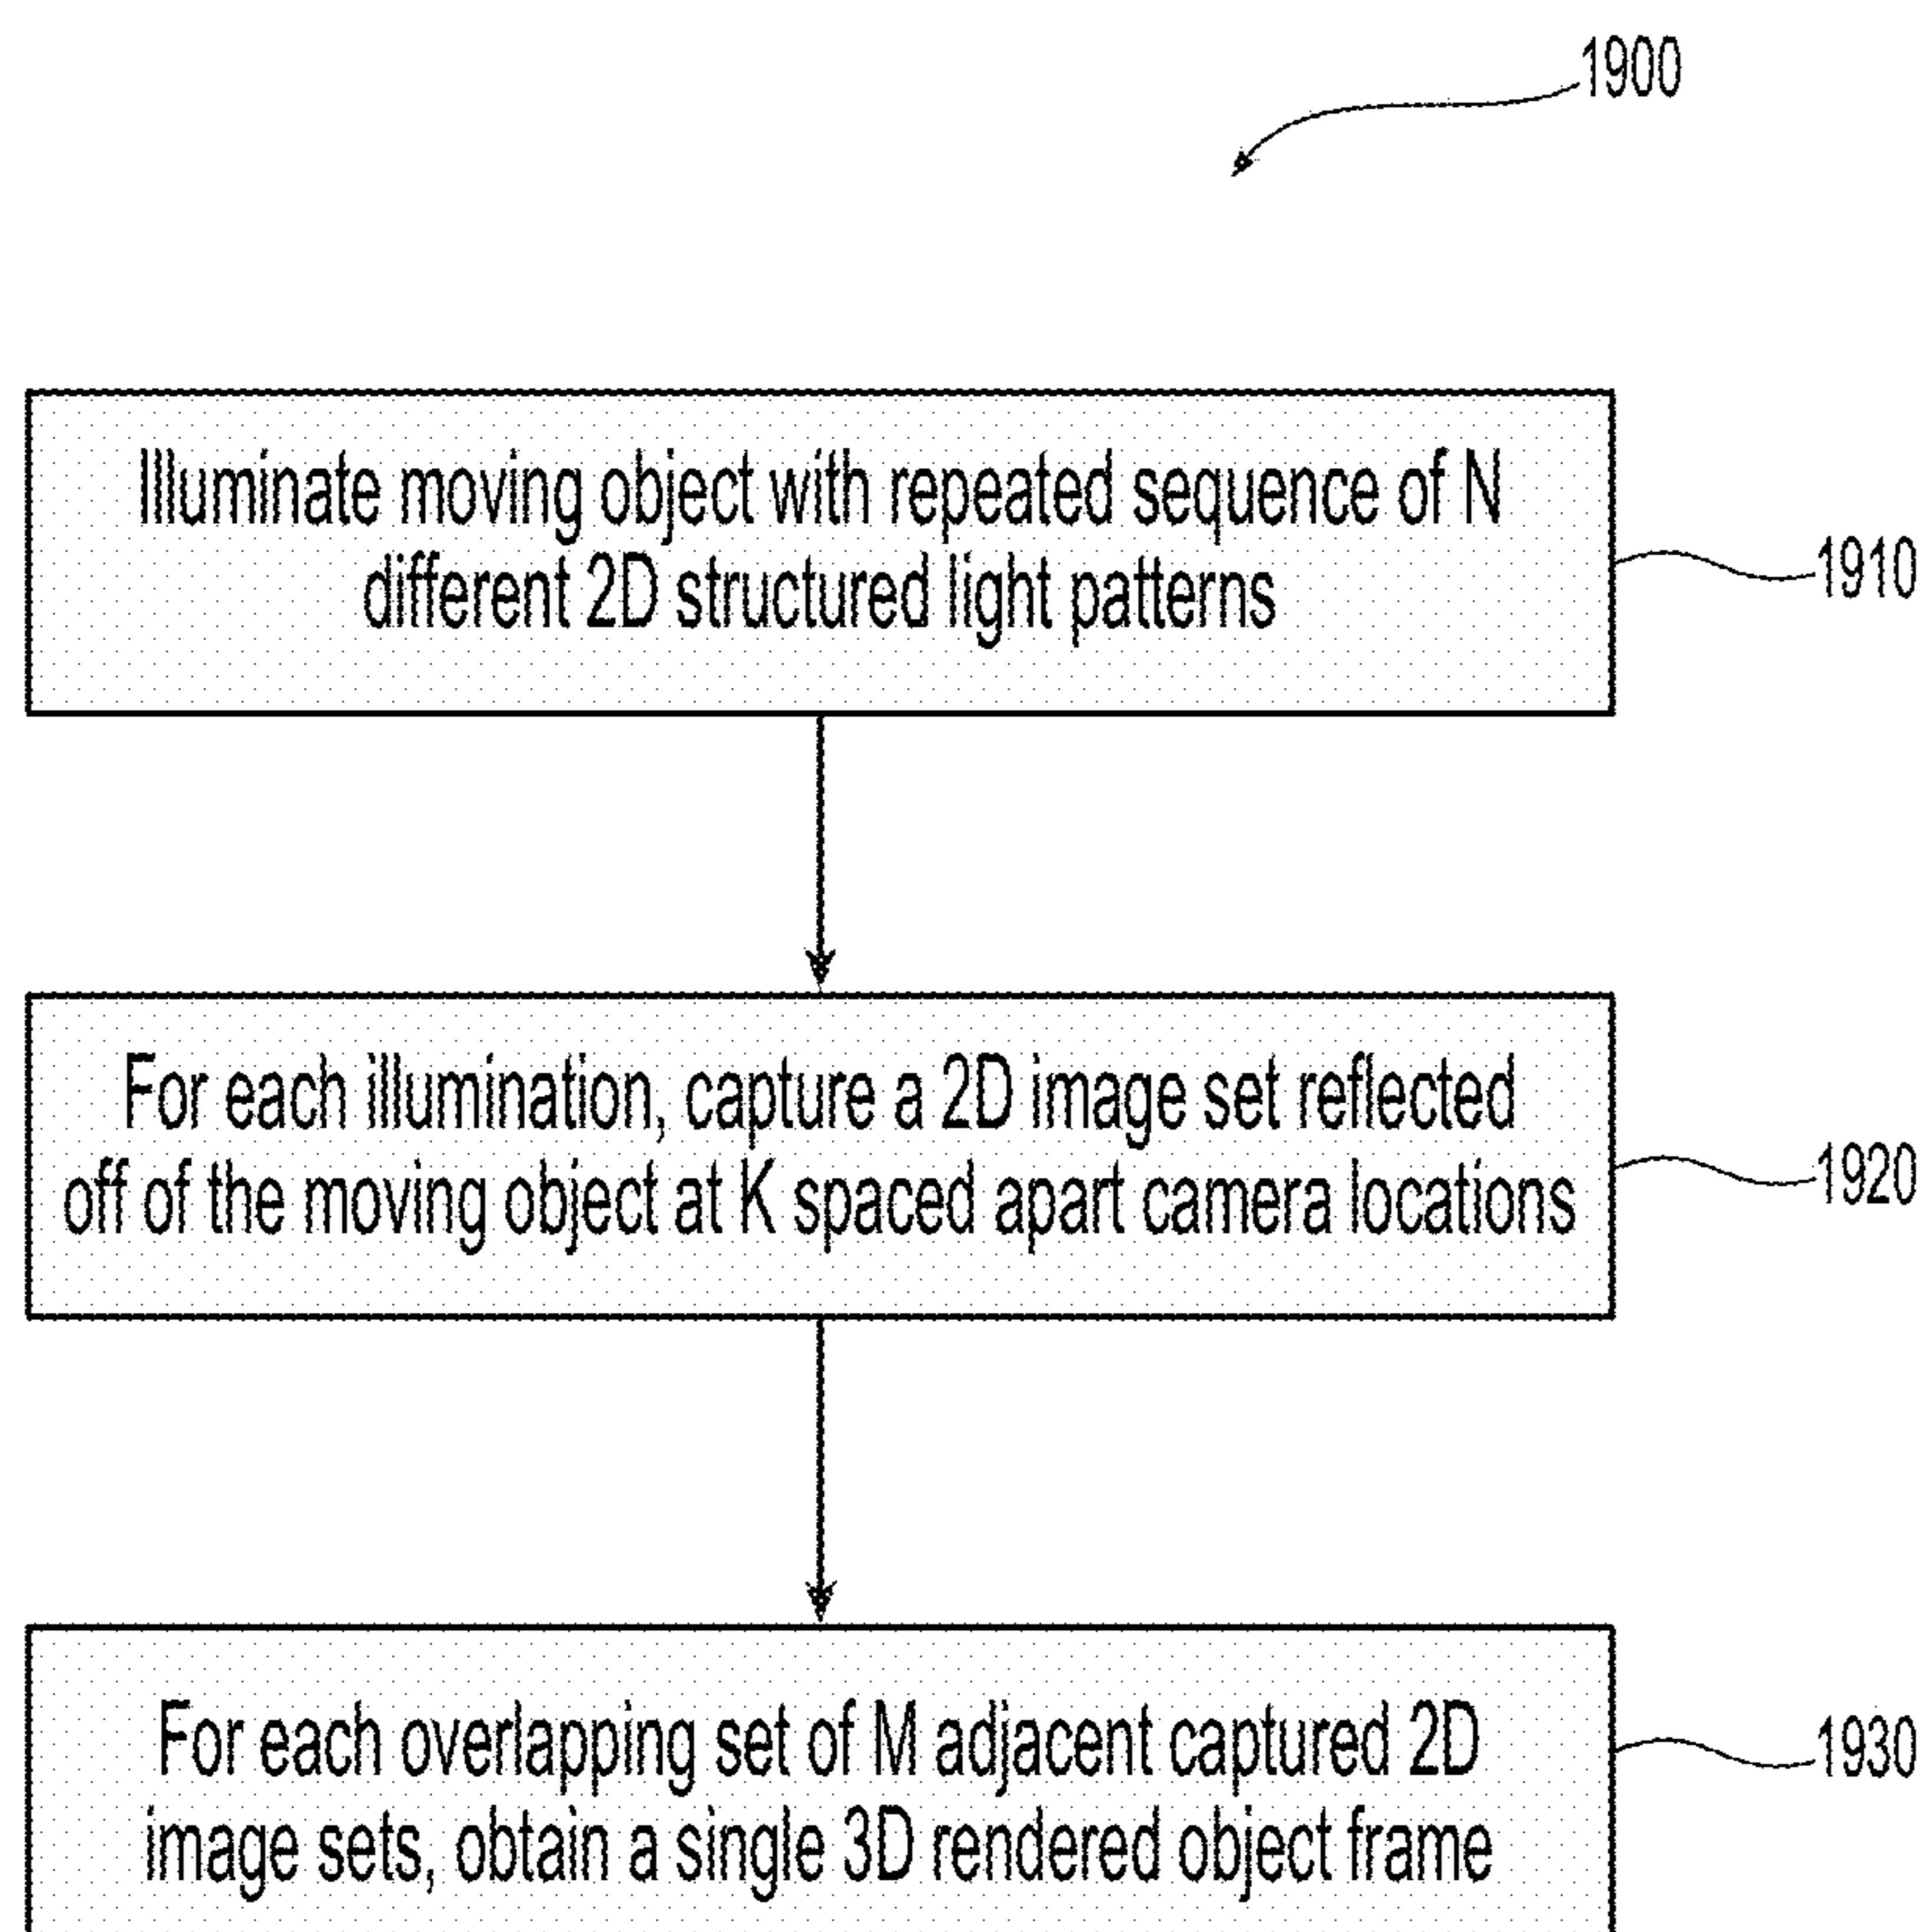 1900
Illuminate moving object with repeated sequence of N
different 2D structured light patterns
1910
For each illumination, capture a 2D image set reflected
off of the moving object at K spaced apart camera locations
1920
For each overlapping set of M adjacent captured 2D
image sets, obtain a single 3D rendered object frame
1930